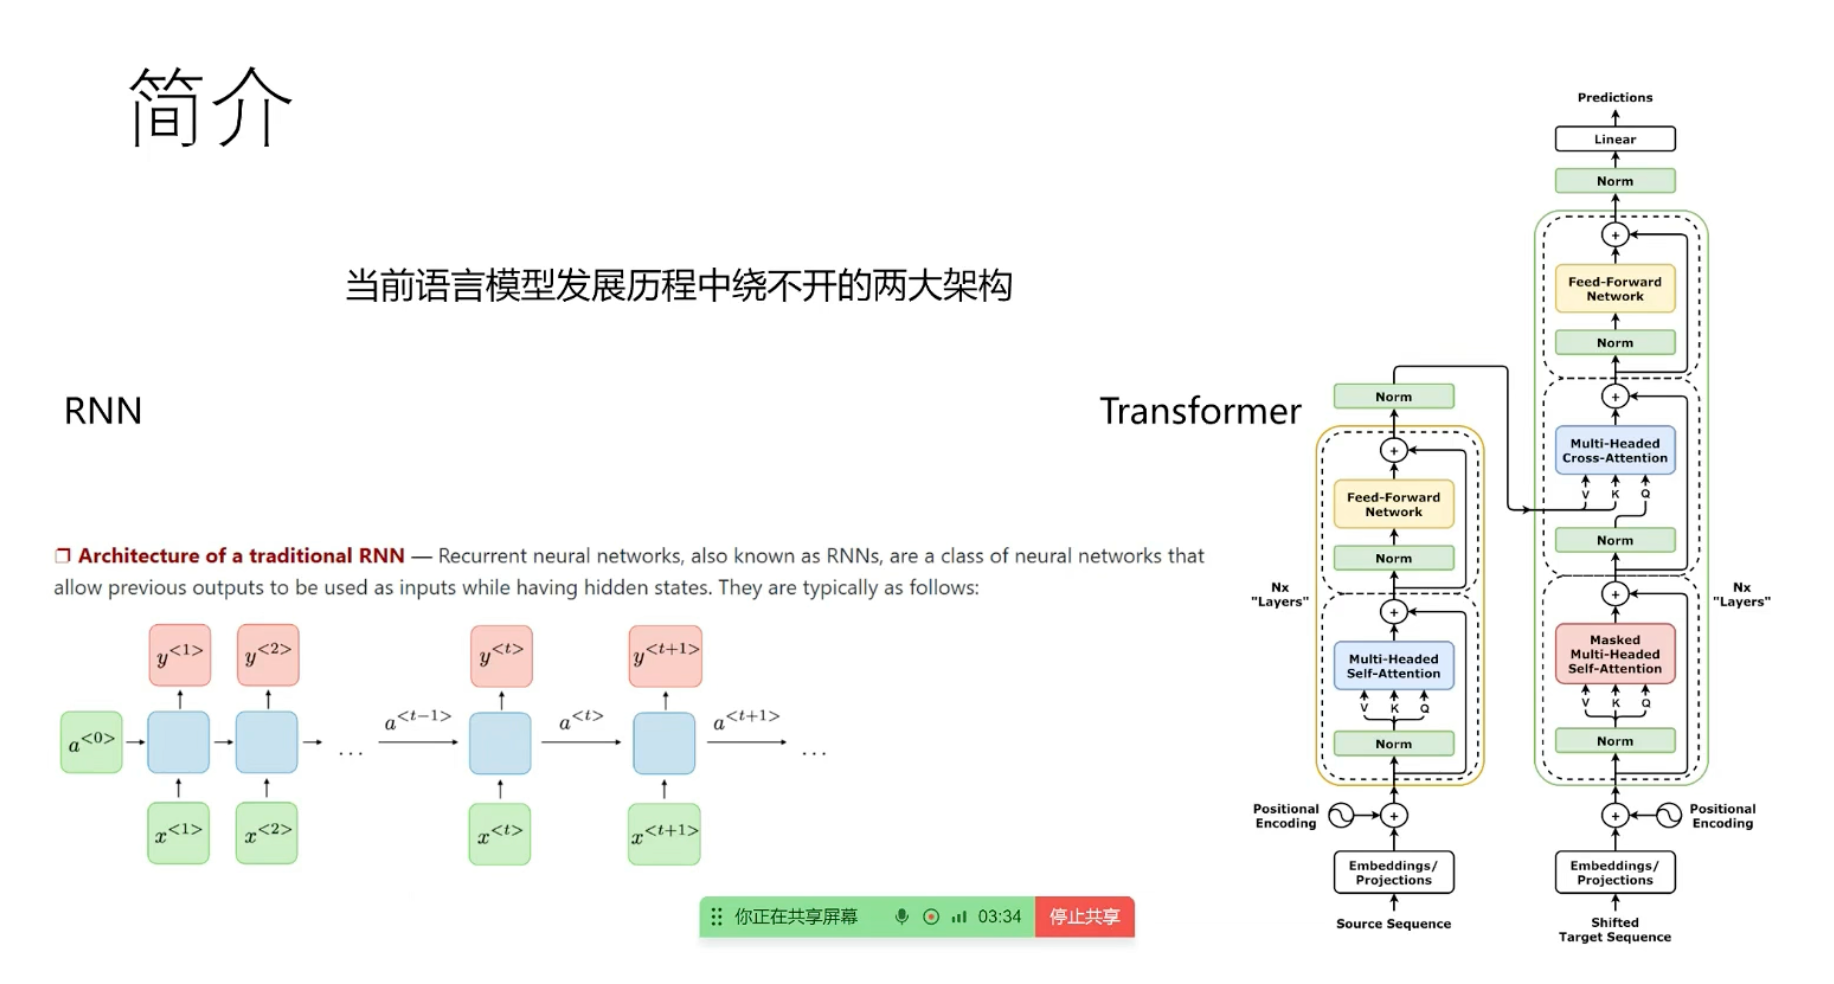 简介
当前语言模型发展历程中绕不开的两大架构
RNN
❒ Architecture of a traditional RNN — Recurrent neural networks, also known as RNNs, are a class of neural networks that
allow previous outputs to be used as inputs while having hidden states. They are typically as follows:
y<1> y<2> y<t> y<t+1>
a<0> ... a<t−1> a<t> a<t+1> ...
x<1> x<2> x<t> x<t+1>
Transformer
Norm
+
Feed-Forward
Network
Norm
Nx
"Layers"
+
Multi-Headed
Self-Attention
V K Q
Norm
Positional
Encoding
+
Embeddings/
Projections
Source Sequence
Predictions
Linear
Norm
+
Feed-Forward
Network
Norm
+
Multi-Headed
Cross-Attention
V K Q
Norm
Nx
"Layers"
+
Masked
Multi-Headed
Self-Attention
V K Q
Norm
+
Positional
Encoding
Embeddings/
Projections
Shifted
Target Sequence
你正在共享屏幕 03:34 停止共享